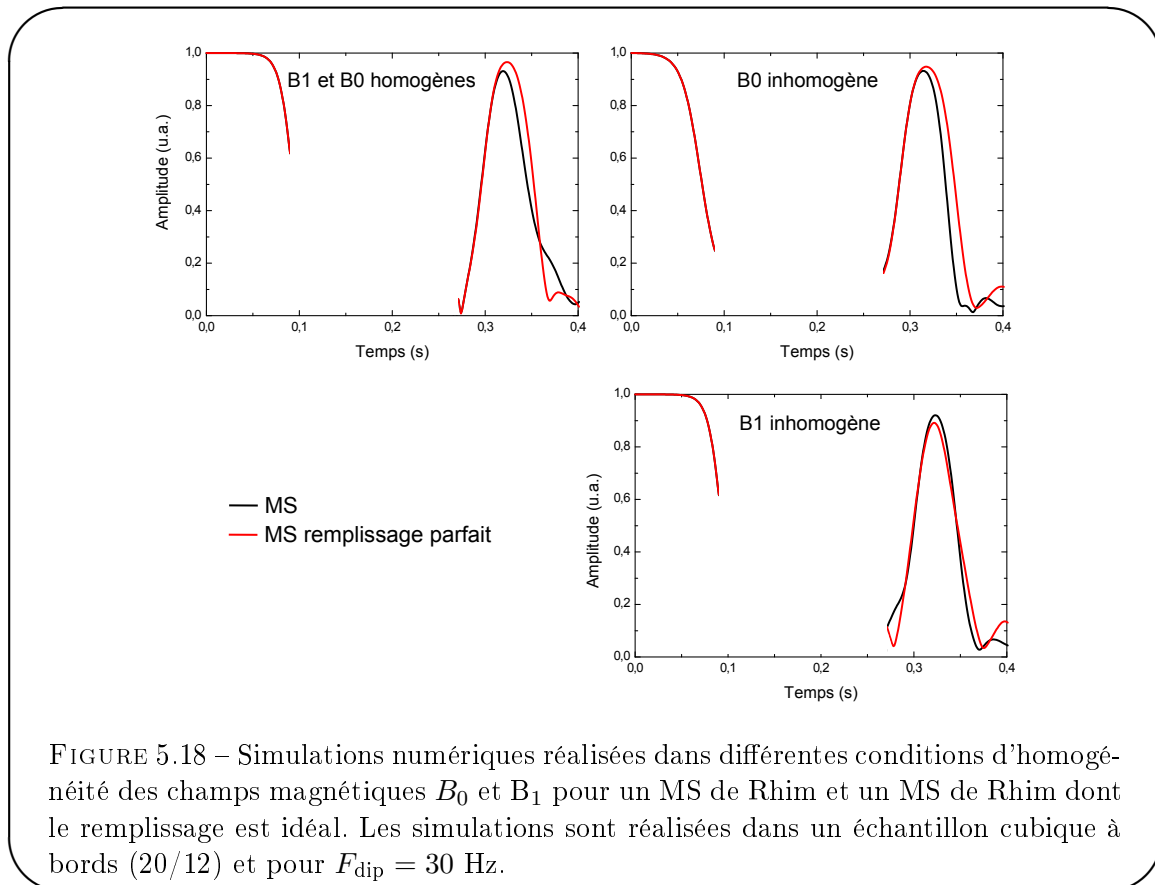 1,0
0,8
0,6
0,4
0,2
0,0
Amplitude (u.a.)
B1 et B0 homogènes
0,0 0,1 0,2 0,3 0,4
Temps (s)
1,0
0,8
0,6
0,4
0,2
0,0
B0 inhomogène
0,0 0,1 0,2 0,3 0,4
Temps (s)
MS
MS remplissage parfait
1,0
0,8
0,6
0,4
0,2
0,0
Amplitude (u.a.)
B1 inhomogène
0,0 0,1 0,2 0,3 0,4
Temps (s)
FIGURE 5.18 – Simulations numériques réalisées dans différentes conditions d'homogé-
néité des champs magnétiques B₀ et B₁ pour un MS de Rhim et un MS de Rhim dont
le remplissage est idéal. Les simulations sont réalisées dans un échantillon cubique à
bords (20/12) et pour F_dip = 30 Hz.